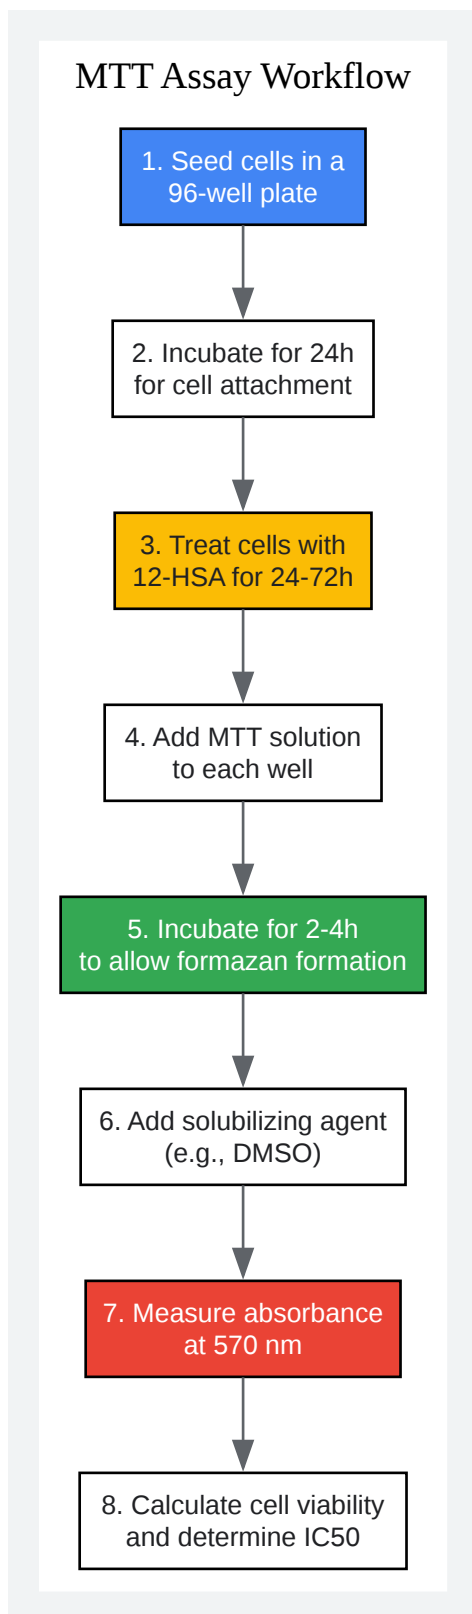 MTT Assay Workflow
1. Seed cells in a
96-well plate
2. Incubate for 24h
for cell attachment
3. Treat cells with
12-HSA for 24-72h
4. Add MTT solution
to each well
5. Incubate for 2-4h
to allow formazan formation
6. Add solubilizing agent
(e.g., DMSO)
7. Measure absorbance
at 570 nm
8. Calculate cell viability
and determine IC50